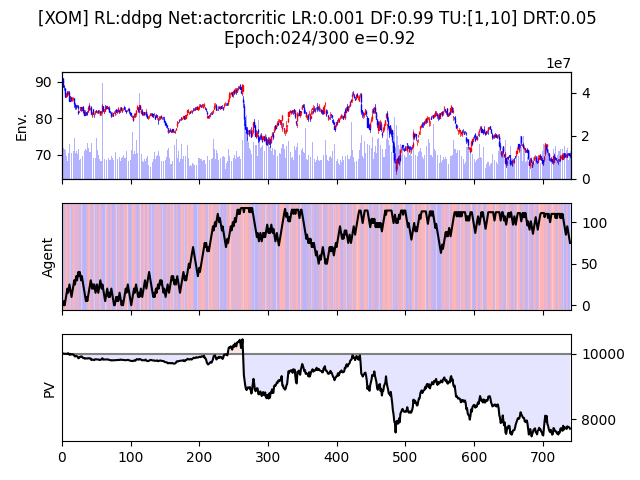 [XOM] RL:ddpg Net:actorcritic LR:0.001 DF:0.99 TU:[1,10] DRT:0.05
Epoch:024/300 e=0.92
1e7
90
80
70
Env.
4
2
0
Agent
100
50
0
PV
10000
8000
0 100 200 300 400 500 600 700